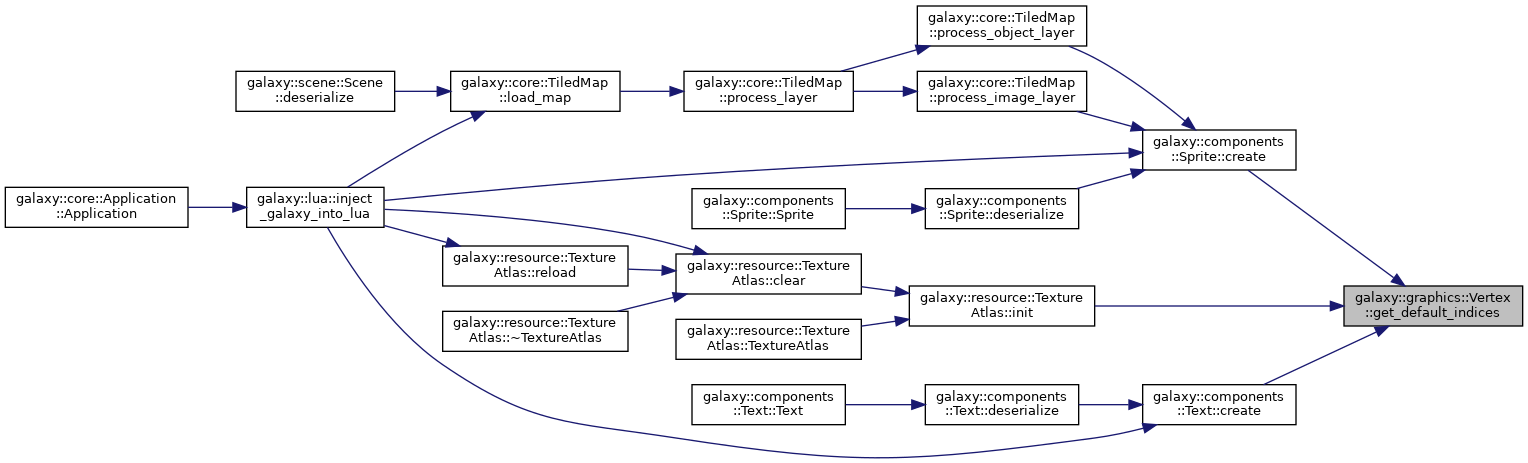 galaxy::core::TiledMap
::process_object_layer
galaxy::scene::Scene
::deserialize
galaxy::core::TiledMap
::load_map
galaxy::core::TiledMap
::process_layer
galaxy::core::TiledMap
::process_image_layer
galaxy::components
::Sprite::create
galaxy::core::Application
::Application
galaxy::lua::inject
_galaxy_into_lua
galaxy::components
::Sprite::Sprite
galaxy::components
::Sprite::deserialize
galaxy::resource::Texture
Atlas::reload
galaxy::resource::Texture
Atlas::clear
galaxy::resource::Texture
Atlas::init
galaxy::graphics::Vertex
::get_default_indices
galaxy::resource::Texture
Atlas::~TextureAtlas
galaxy::resource::Texture
Atlas::TextureAtlas
galaxy::components
::Text::Text
galaxy::components
::Text::deserialize
galaxy::components
::Text::create